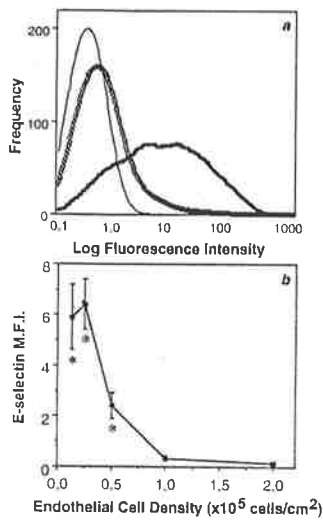 a
200
100
0
Frequency
0.1 1.0 10 100 1000
Log Fluorescence Intensity
b
8
6
4
2
0
E-selectin M.F.I.
* * *
0.0 0.5 1.0 1.5 2.0
Endothelial Cell Density (x10⁵ cells/cm²)